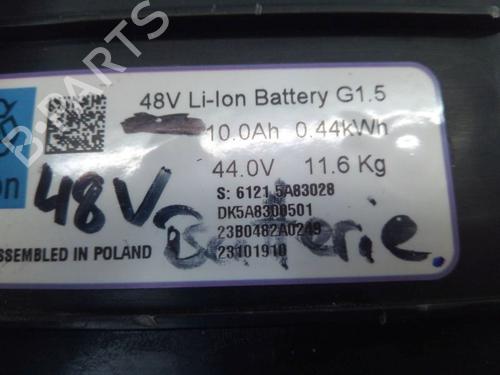 48V Li-Ion Battery G1.5
10.0Ah 0.44kWh
44.0V 11.6 Kg
S: 6121 5A83028
DK5A8300501
23B0482A0249
23101910
ASSEMBLED IN POLAND
48V
Batterie
B-PARTS